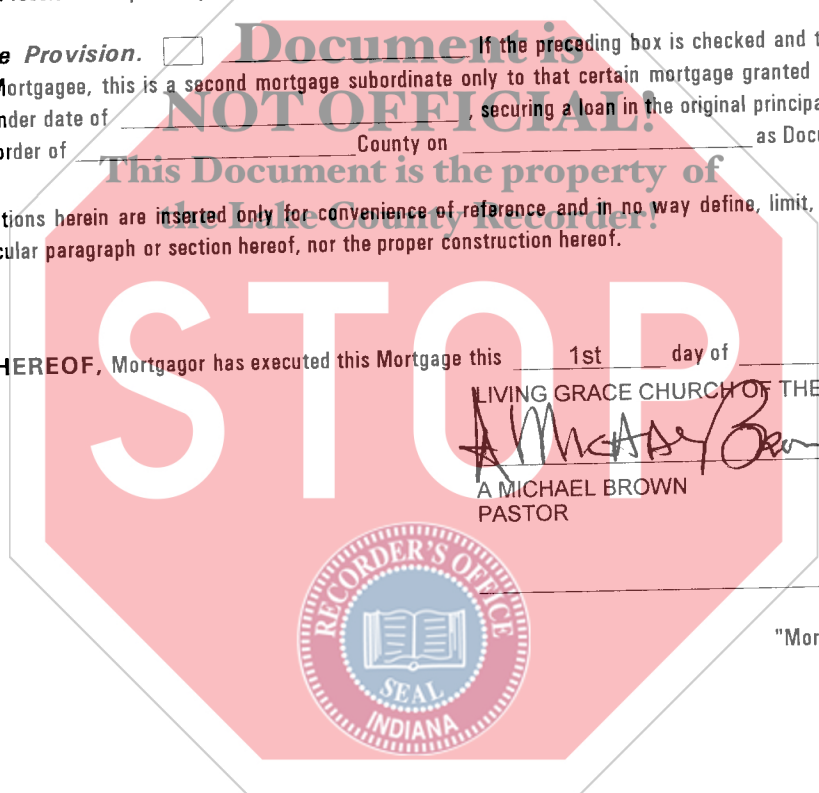 e Provision.
If the preceding box is checked and t
Mortgagee, this is a second mortgage subordinate only to that certain mortgage granted
nder date of , securing a loan in the original principa
order of County on as Docu
tions herein are inserted only for convenience of reference and in no way define, limit,
cular paragraph or section hereof, nor the proper construction hereof.
HEREOF, Mortgagor has executed this Mortgage this 1st day of
LIVING GRACE CHURCH OF THE
A Michael Brown
A MICHAEL BROWN
PASTOR
"Mor
Document is
NOT OFFICIAL!
This Document is the property of
the Lake County Recorder!
STOP
RECORDER'S OFFICE
SEAL
INDIANA